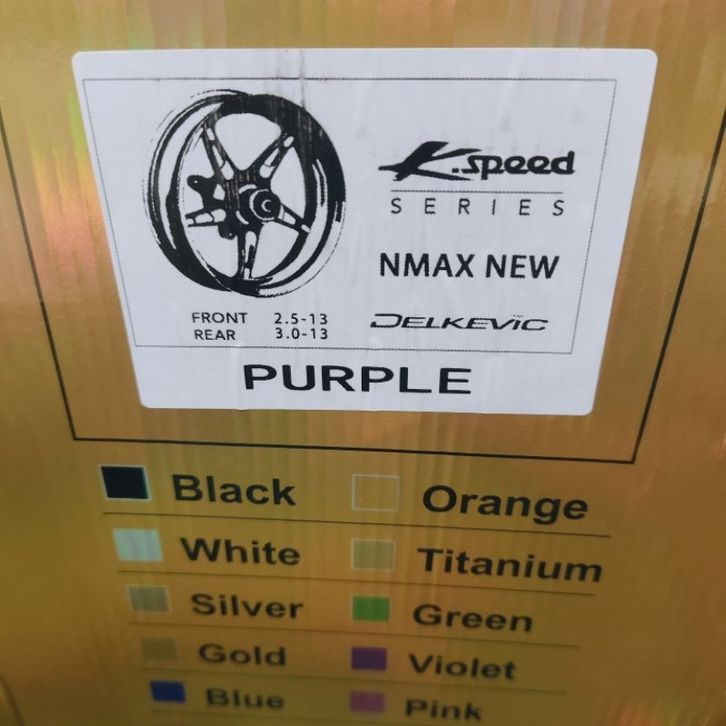 K.speed
SERIES
NMAX NEW
FRONT 2.5-13
REAR 3.0-13
DELKEVIC
PURPLE
Black Orange
White Titanium
Silver Green
Gold Violet
Blue Pink